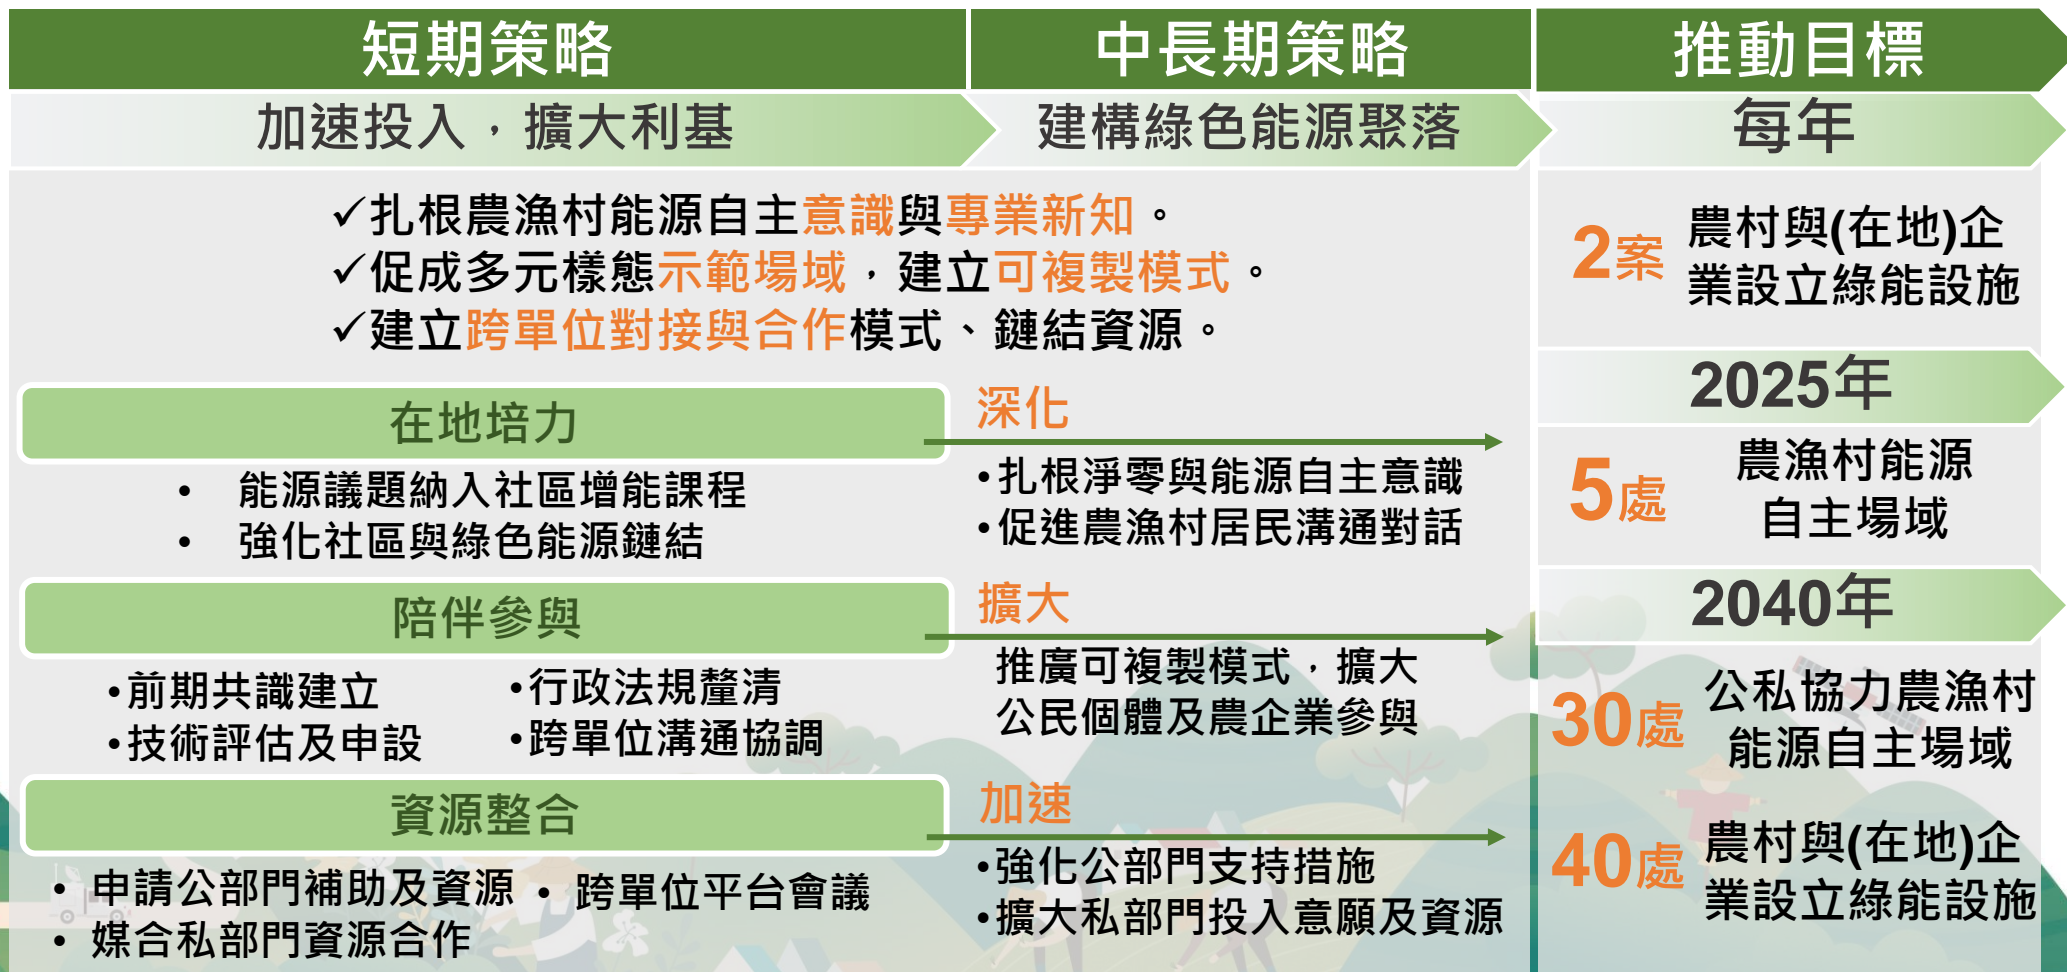 短期策略
中長期策略
推動目標
加速投入，擴大利基
建構綠色能源聚落
每年
✓扎根農漁村能源自主意識與專業新知。
✓促成多元樣態示範場域，建立可複製模式。
✓建立跨單位對接與合作模式、鏈結資源。
在地培力
• 能源議題納入社區增能課程
• 強化社區與綠色能源鏈結
深化
•扎根淨零與能源自主意識
•促進農漁村居民溝通對話
陪伴參與
•前期共識建立
•技術評估及申設
•行政法規釐清
•跨單位溝通協調
擴大
推廣可複製模式，擴大
公民個體及農企業參與
資源整合
• 申請公部門補助及資源
• 媒合私部門資源合作
• 跨單位平台會議
加速
•強化公部門支持措施
•擴大私部門投入意願及資源
2案
農村與(在地)企
業設立綠能設施
2025年
5處
農漁村能源
自主場域
2040年
30處
公私協力農漁村
能源自主場域
40處
農村與(在地)企
業設立綠能設施